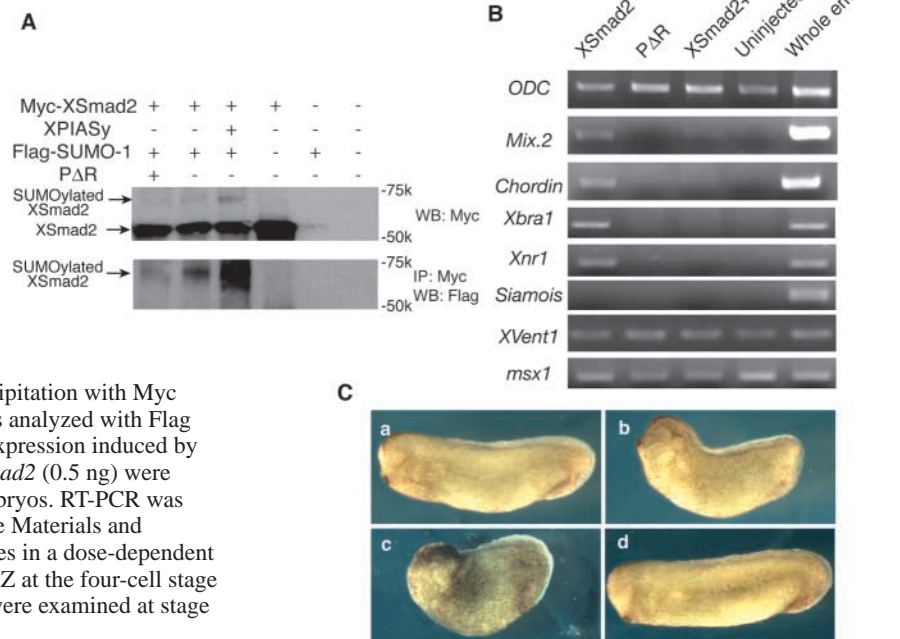 A
Myc-XSmad2 + + + + - -
XPIASy - - + - - -
Flag-SUMO-1 + + + - + -
PΔR + - - - - -
SUMOylated
XSmad2
XSmad2
-75k
WB: Myc
-50k
SUMOylated
XSmad2
-75k
IP: Myc
WB: Flag
-50k
B
XSmad2
PΔR
XSmad2+
Uninjected
Whole
ODC
Mix.2
Chordin
Xbra1
Xnr1
Siamois
XVent1
msx1
ipitation with Myc
s analyzed with Flag
xpression induced by
ad2 (0.5 ng) were
bryos. RT-PCR was
e Materials and
es in a dose-dependent
Z at the four-cell stage
were examined at stage
C
a
b
c
d